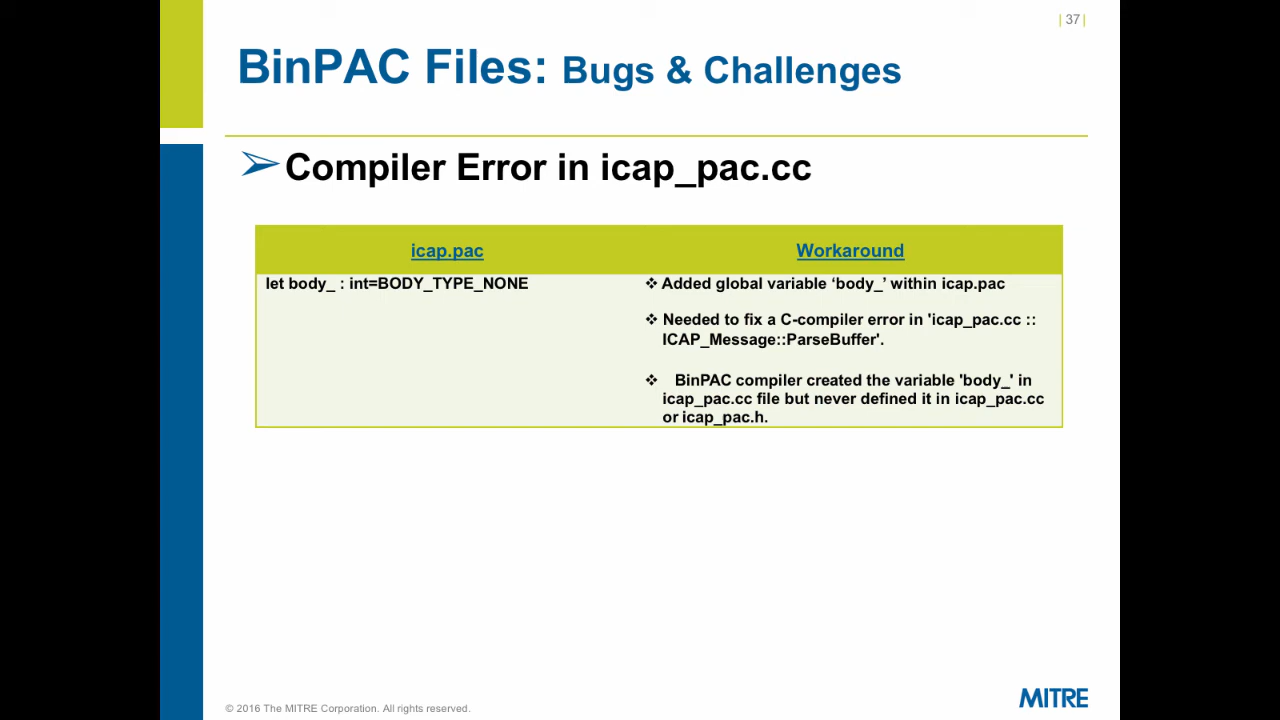 | 37 |
BinPAC Files: Bugs & Challenges
➢Compiler Error in icap_pac.cc
icap.pac
Workaround
let body_ : int=BODY_TYPE_NONE
❖ Added global variable ‘body_’ within icap.pac
❖ Needed to fix a C-compiler error in 'icap_pac.cc ::
ICAP_Message::ParseBuffer'.
❖ BinPAC compiler created the variable 'body_' in
icap_pac.cc file but never defined it in icap_pac.cc
or icap_pac.h.
© 2016 The MITRE Corporation. All rights reserved.
MITRE